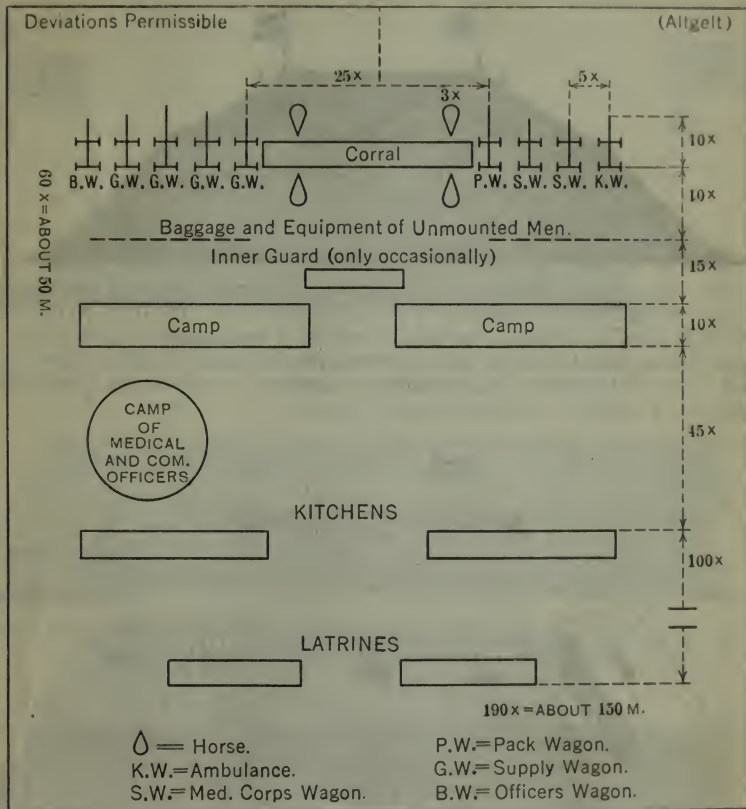 Deviations Permissible (Altgelt)
25x
5x
3x
Corral
10x
B.W. G.W. G.W. G.W. G.W. P.W. S.W. S.W. K.W.
10x
60 x = ABOUT 50 M.
Baggage and Equipment of Unmounted Men.
Inner Guard (only occasionally)
15x
Camp Camp
10x
CAMP
OF
MEDICAL
AND COM.
OFFICERS
45x
KITCHENS
100x
LATRINES
190 x = ABOUT 150 M.
= Horse.
K.W.=Ambulance.
S.W.=Med. Corps Wagon.
P.W.=Pack Wagon.
G.W.=Supply Wagon.
B.W.=Officers Wagon.